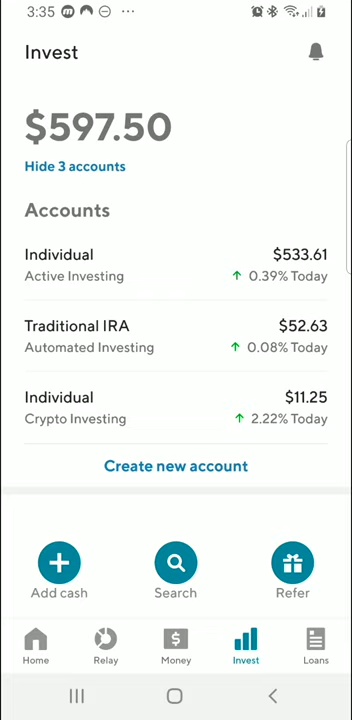 3:35
Invest
$597.50
Hide 3 accounts
Accounts
Individual $533.61
Active Investing 0.39% Today
Traditional IRA $52.63
Automated Investing 0.08% Today
Individual $11.25
Crypto Investing 2.22% Today
Create new account
Add cash Search Refer
Home Relay Money Invest Loans